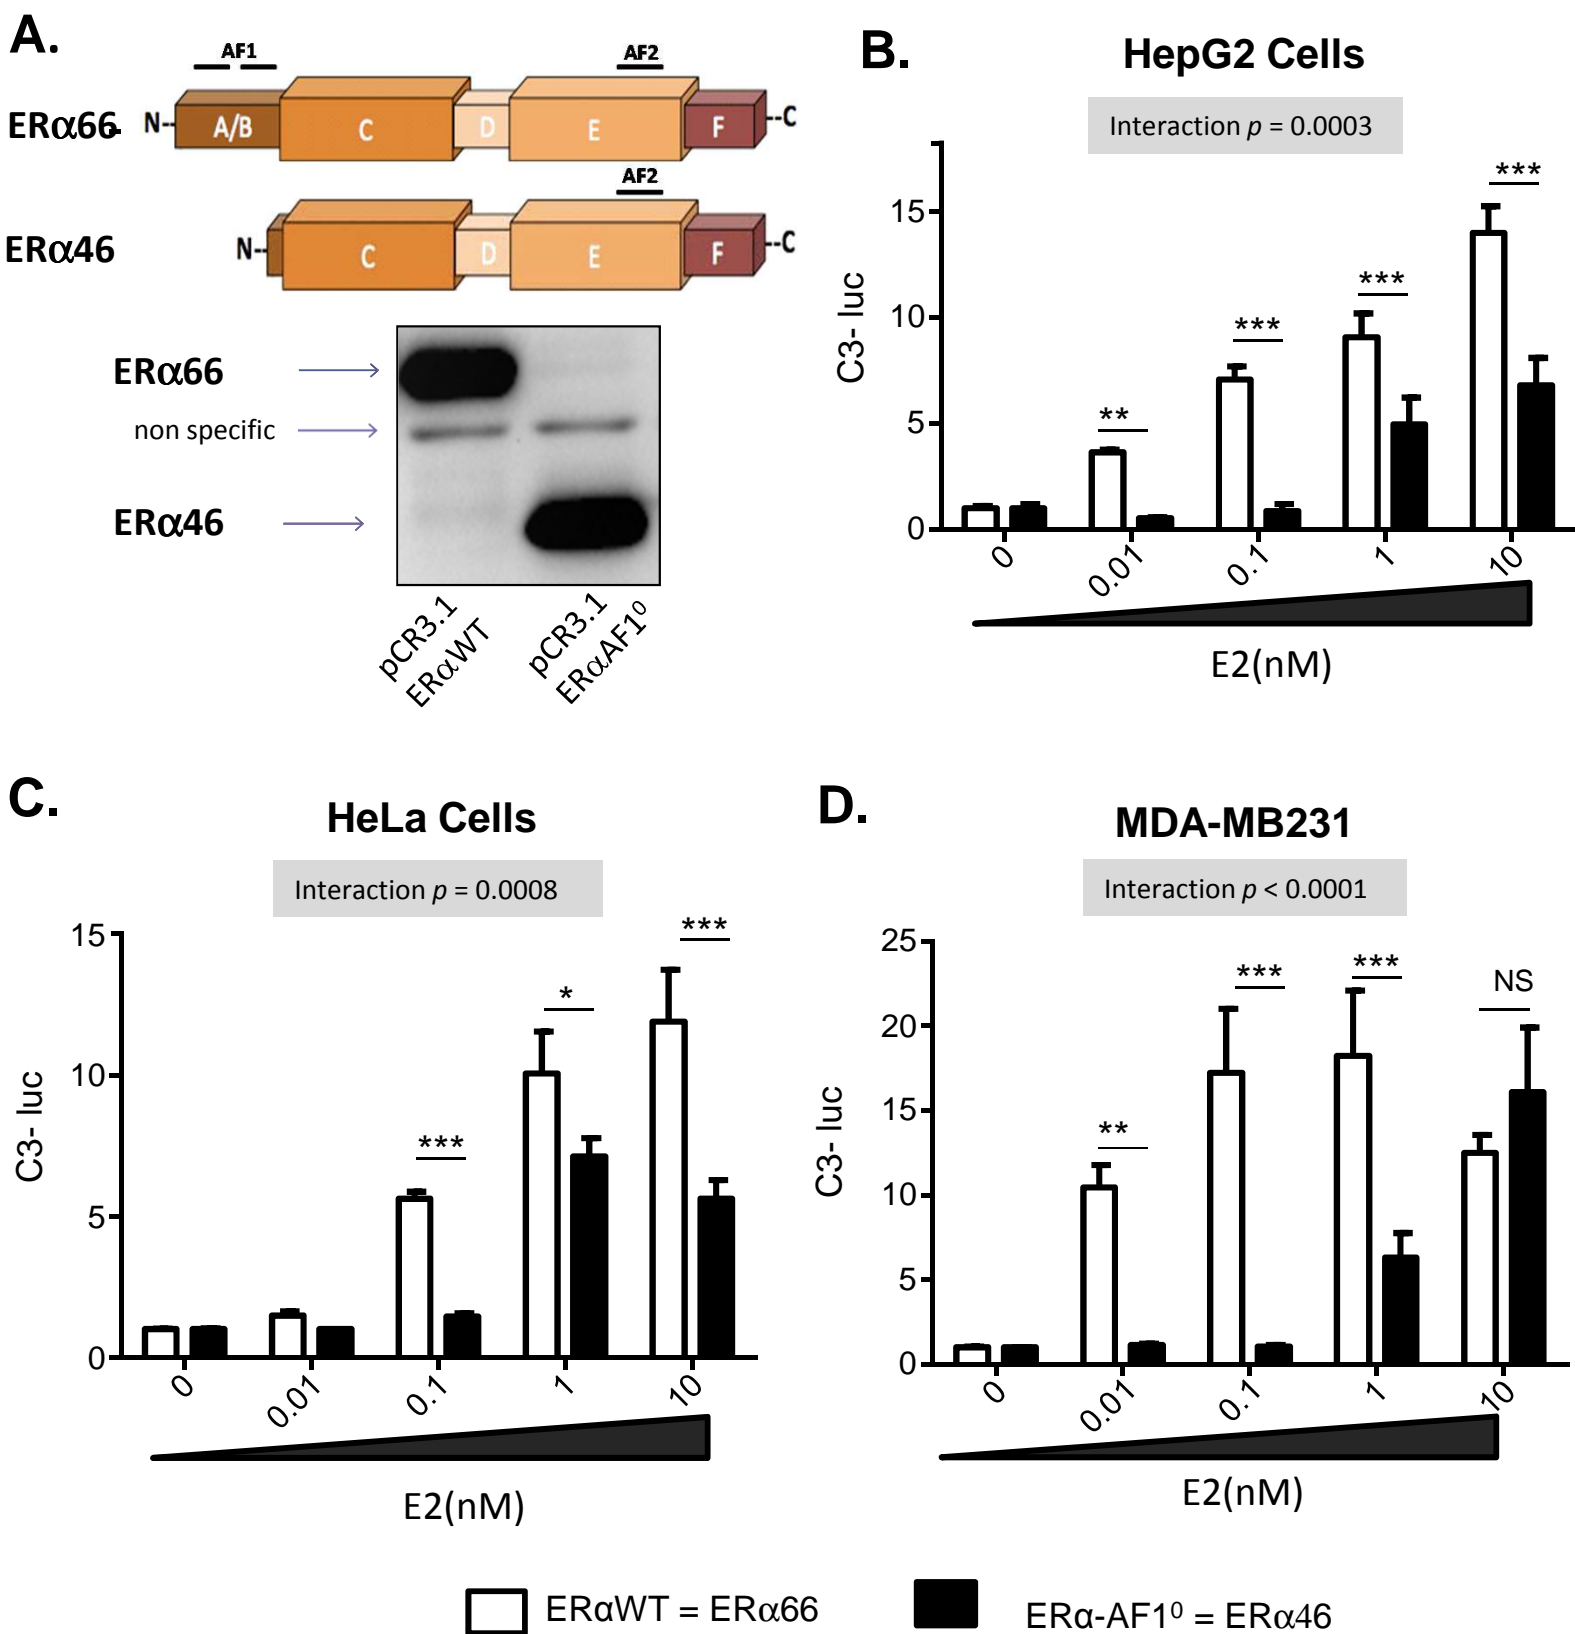 A.
AF1
AF2
ERα66-
N--
A/B
C
D
E
F
--C
AF2
ERα46
N--
C
D
E
F
--C
ERα66
non specific
ERα46
pCR3.1
ERαWT
pCR3.1
ERαAF1⁰
B.
HepG2 Cells
Interaction p = 0.0003
C3- luc
15
10
5
0
**
***
***
***
0
0.01
0.1
1
10
E2(nM)
C.
HeLa Cells
Interaction p = 0.0008
C3- luc
15
10
5
0
***
*
***
0
0.01
0.1
1
10
E2(nM)
D.
MDA-MB231
Interaction p < 0.0001
C3- luc
25
20
15
10
5
0
**
***
***
NS
0
0.01
0.1
1
10
E2(nM)
ERαWT = ERα66
ERα-AF1⁰ = ERα46